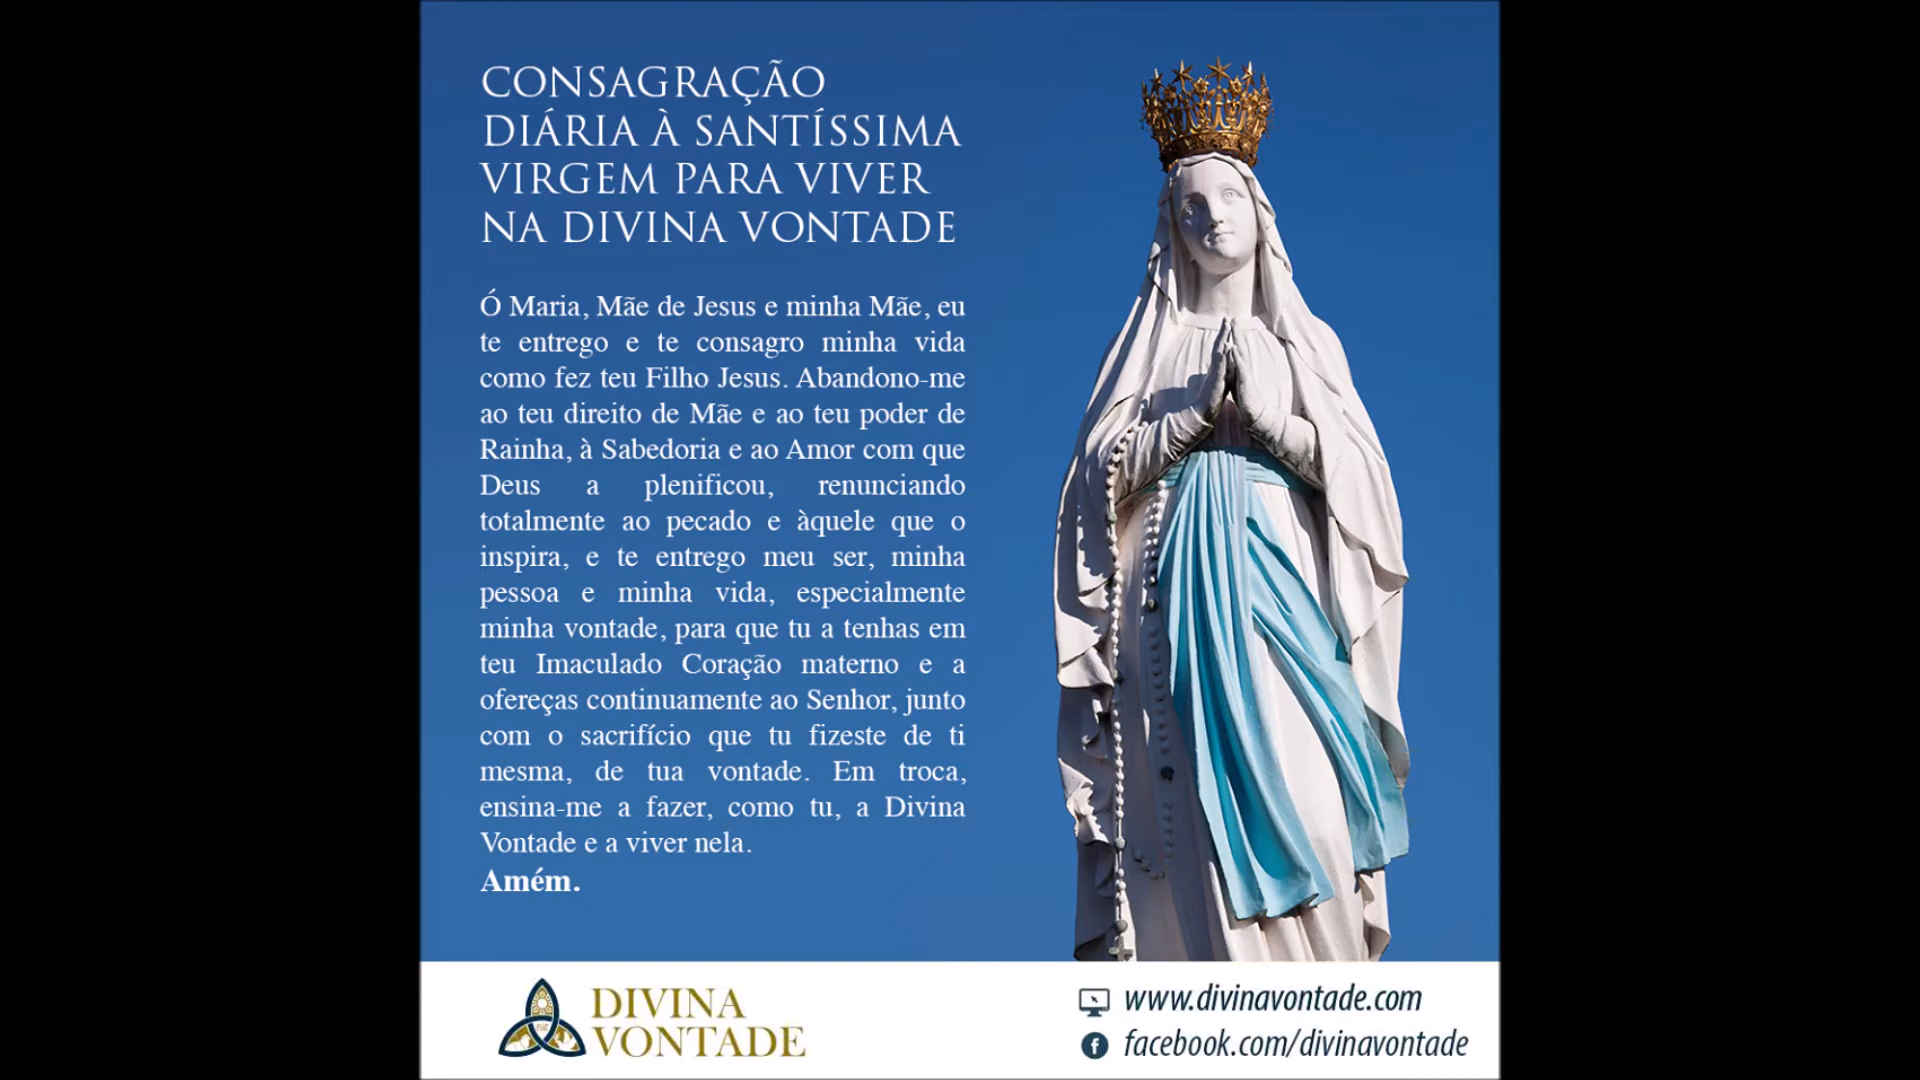 CONSAGRAÇÃO
DIÁRIA À SANTÍSSIMA
VIRGEM PARA VIVER
NA DIVINA VONTADE
Ó Maria, Mãe de Jesus e minha Mãe, eu
te entrego e te consagro minha vida
como fez teu Filho Jesus. Abandono-me
ao teu direito de Mãe e ao teu poder de
Rainha, à Sabedoria e ao Amor com que
Deus a plenificou, renunciando
totalmente ao pecado e àquele que o
inspira, e te entrego meu ser, minha
pessoa e minha vida, especialmente
minha vontade, para que tu a tenhas em
teu Imaculado Coração materno e a
ofereças continuamente ao Senhor, junto
com o sacrifício que tu fizeste de ti
mesma, de tua vontade. Em troca,
ensina-me a fazer, como tu, a Divina
Vontade e a viver nela.
Amém.
DIVINA
VONTADE
www.divinavontade.com
facebook.com/divinavontade